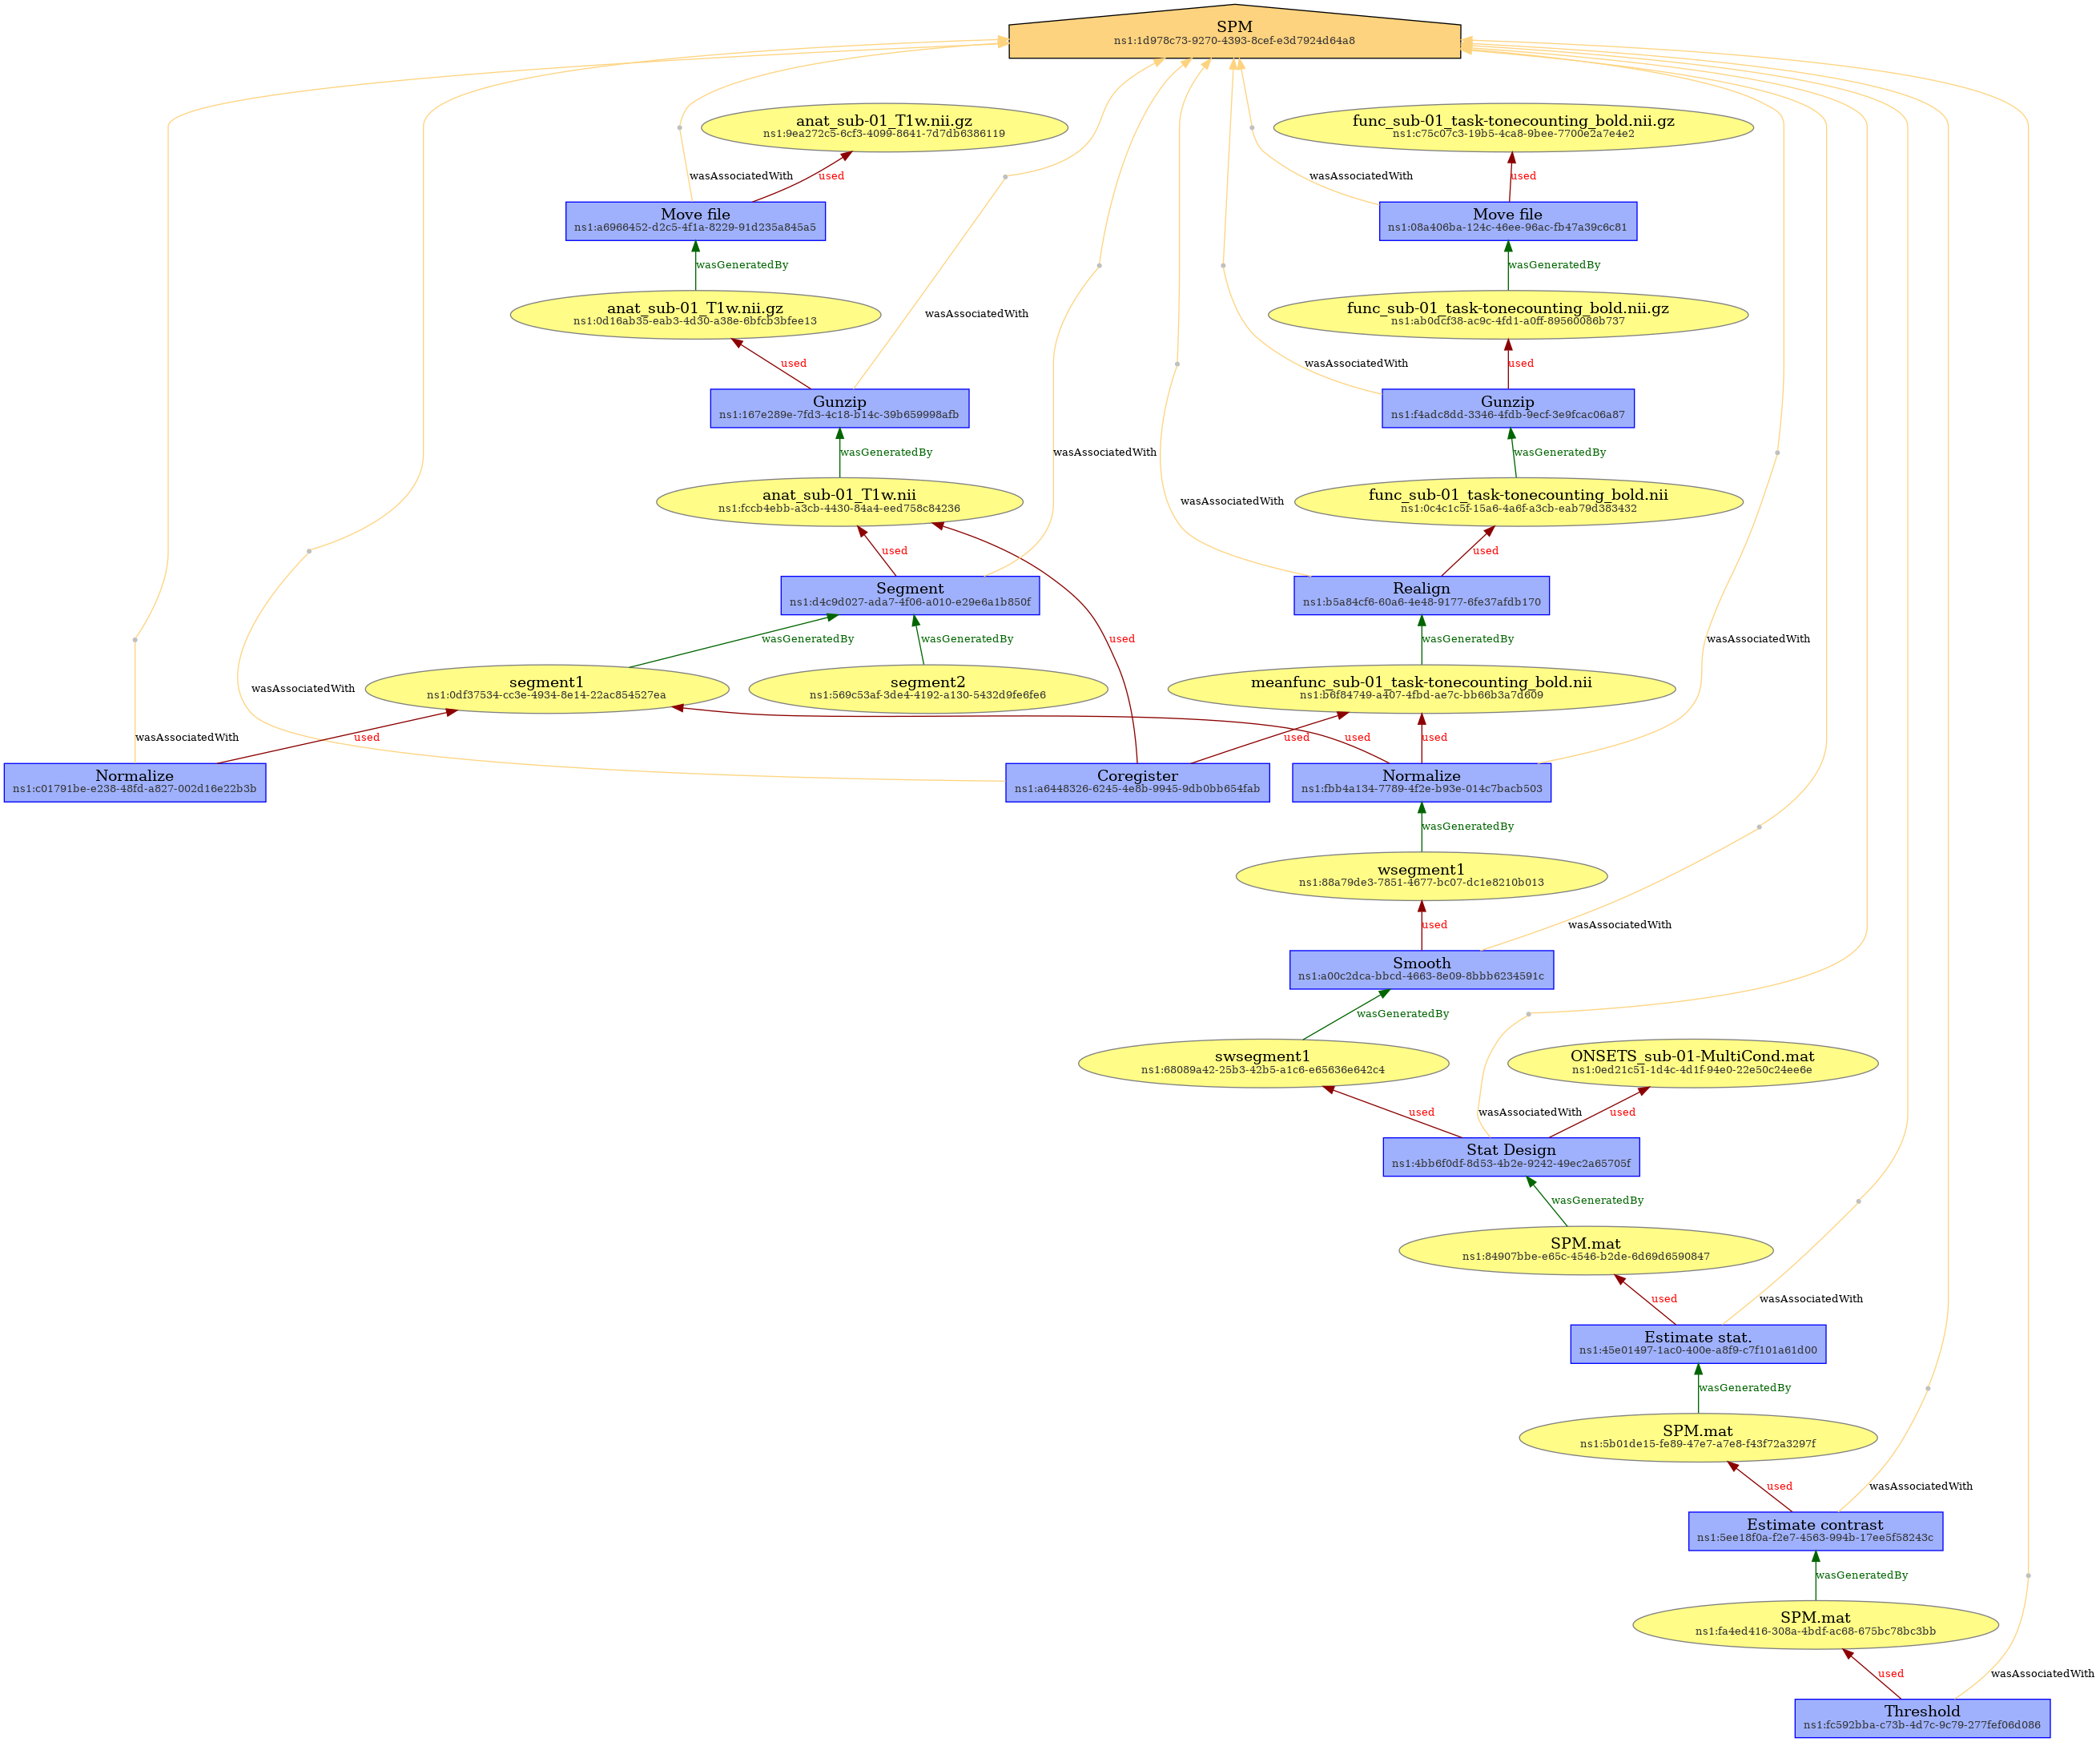 SPM
ns1:1d978c73-9270-4393-8cef-e3d7924d64a8
anat_sub-01_T1w.nii.gz
ns1:9ea272c5-6cf3-4099-8641-7d7db6386119
func_sub-01_task-tonecounting_bold.nii.gz
ns1:c75c07c3-19b5-4ca8-9bee-7700e2a7e4e2
wasAssociatedWith
used
wasAssociatedWith
used
Move file
ns1:a6966452-d2c5-4f1a-8229-91d235a845a5
Move file
ns1:08a406ba-124c-46ee-96ac-fb47a39c6c81
wasGeneratedBy
wasGeneratedBy
anat_sub-01_T1w.nii.gz
ns1:0d16ab35-eab3-4d30-a38e-6bfcb3bfee13
wasAssociatedWith
func_sub-01_task-tonecounting_bold.nii.gz
ns1:ab0dcf38-ac9c-4fd1-a0ff-89560086b737
used
wasAssociatedWith
used
Gunzip
ns1:167e289e-7fd3-4c18-b14c-39b659998afb
Gunzip
ns1:f4adc8dd-3346-4fdb-9ecf-3e9fcac06a87
wasGeneratedBy
wasAssociatedWith
wasGeneratedBy
anat_sub-01_T1w.nii
ns1:fccb4ebb-a3cb-4430-84a4-eed758c84236
wasAssociatedWith
func_sub-01_task-tonecounting_bold.nii
ns1:0c4c1c5f-15a6-4a6f-a3cb-eab79d383432
used
used
Segment
ns1:d4c9d027-ada7-4f06-a010-e29e6a1b850f
Realign
ns1:b5a84cf6-60a6-4e48-9177-6fe37afdb170
wasGeneratedBy
wasGeneratedBy
used
wasGeneratedBy
wasAssociatedWith
wasAssociatedWith
segment1
ns1:0df37534-cc3e-4934-8e14-22ac854527ea
segment2
ns1:569c53af-3de4-4192-a130-5432d9fe6fe6
meanfunc_sub-01_task-tonecounting_bold.nii
ns1:b6f84749-a407-4fbd-ae7c-bb66b3a7d609
wasAssociatedWith
used
used
used
used
Normalize
ns1:c01791be-e238-48fd-a827-002d16e22b3b
Coregister
ns1:a6448326-6245-4e8b-9945-9db0bb654fab
Normalize
ns1:fbb4a134-7789-4f2e-b93e-014c7bacb503
wasGeneratedBy
wsegment1
ns1:88a79de3-7851-4677-bc07-dc1e8210b013
used
wasAssociatedWith
Smooth
ns1:a00c2dca-bbcd-4663-8e09-8bbb6234591c
wasGeneratedBy
swsegment1
ns1:68089a42-25b3-42b5-a1c6-e65636e642c4
ONSETS_sub-01-MultiCond.mat
ns1:0ed21c51-1d4c-4d1f-94e0-22e50c24ee6e
used
wasAssociatedWith
used
Stat Design
ns1:4bb6f0df-8d53-4b2e-9242-49ec2a65705f
wasGeneratedBy
SPM.mat
ns1:84907bbe-e65c-4546-b2de-6d69d6590847
used
wasAssociatedWith
Estimate stat.
ns1:45e01497-1ac0-400e-a8f9-c7f101a61d00
wasGeneratedBy
SPM.mat
ns1:5b01de15-fe89-47e7-a7e8-f43f72a3297f
used
wasAssociatedWith
Estimate contrast
ns1:5ee18f0a-f2e7-4563-994b-17ee5f58243c
wasGeneratedBy
SPM.mat
ns1:fa4ed416-308a-4bdf-ac68-675bc78bc3bb
used
wasAssociatedWith
Threshold
ns1:fc592bba-c73b-4d7c-9c79-277fef06d086